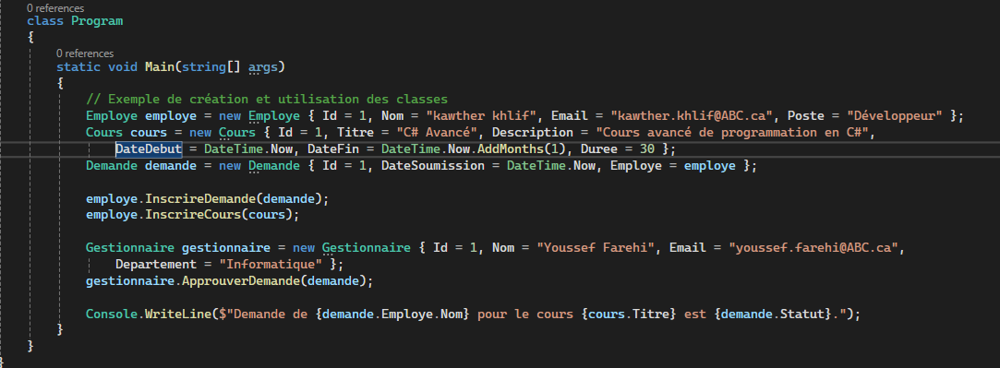 0 references
class Program
{
0 references
static void Main(string[] args)
{
// Exemple de création et utilisation des classes
Employe employe = new Employe { Id = 1, Nom = "kawther khlif", Email = "kawther.khlif@ABC.ca", Poste = "Développeur" };
Cours cours = new Cours { Id = 1, Titre = "C# Avancé", Description = "Cours avancé de programmation en C#",
DateDebut = DateTime.Now, DateFin = DateTime.Now.AddMonths(1), Duree = 30 };
Demande demande = new Demande { Id = 1, DateSoumission = DateTime.Now, Employe = employe };
employe.InscrireDemande(demande);
employe.InscrireCours(cours);
Gestionnaire gestionnaire = new Gestionnaire { Id = 1, Nom = "Youssef Farehi", Email = "youssef.farehi@ABC.ca",
Departement = "Informatique" };
gestionnaire.ApprouverDemande(demande);
Console.WriteLine($"Demande de {demande.Employe.Nom} pour le cours {cours.Titre} est {demande.Statut}.");
}
}
}